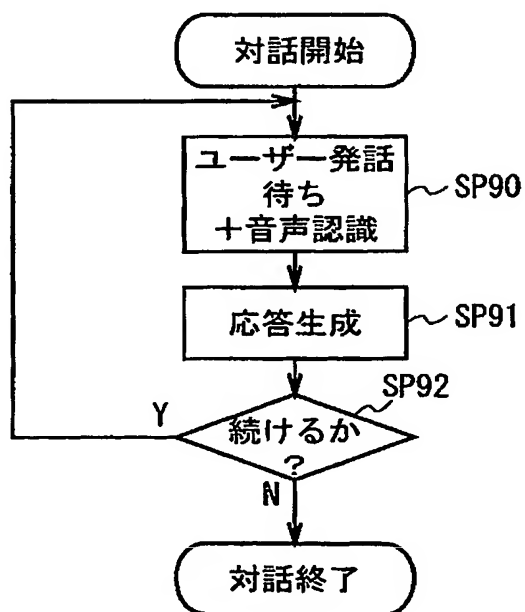 対話開始
ユーザー発話
待ち
＋音声認識
SP90
応答生成
SP91
SP92
Y
続けるか
?
N
対話終了